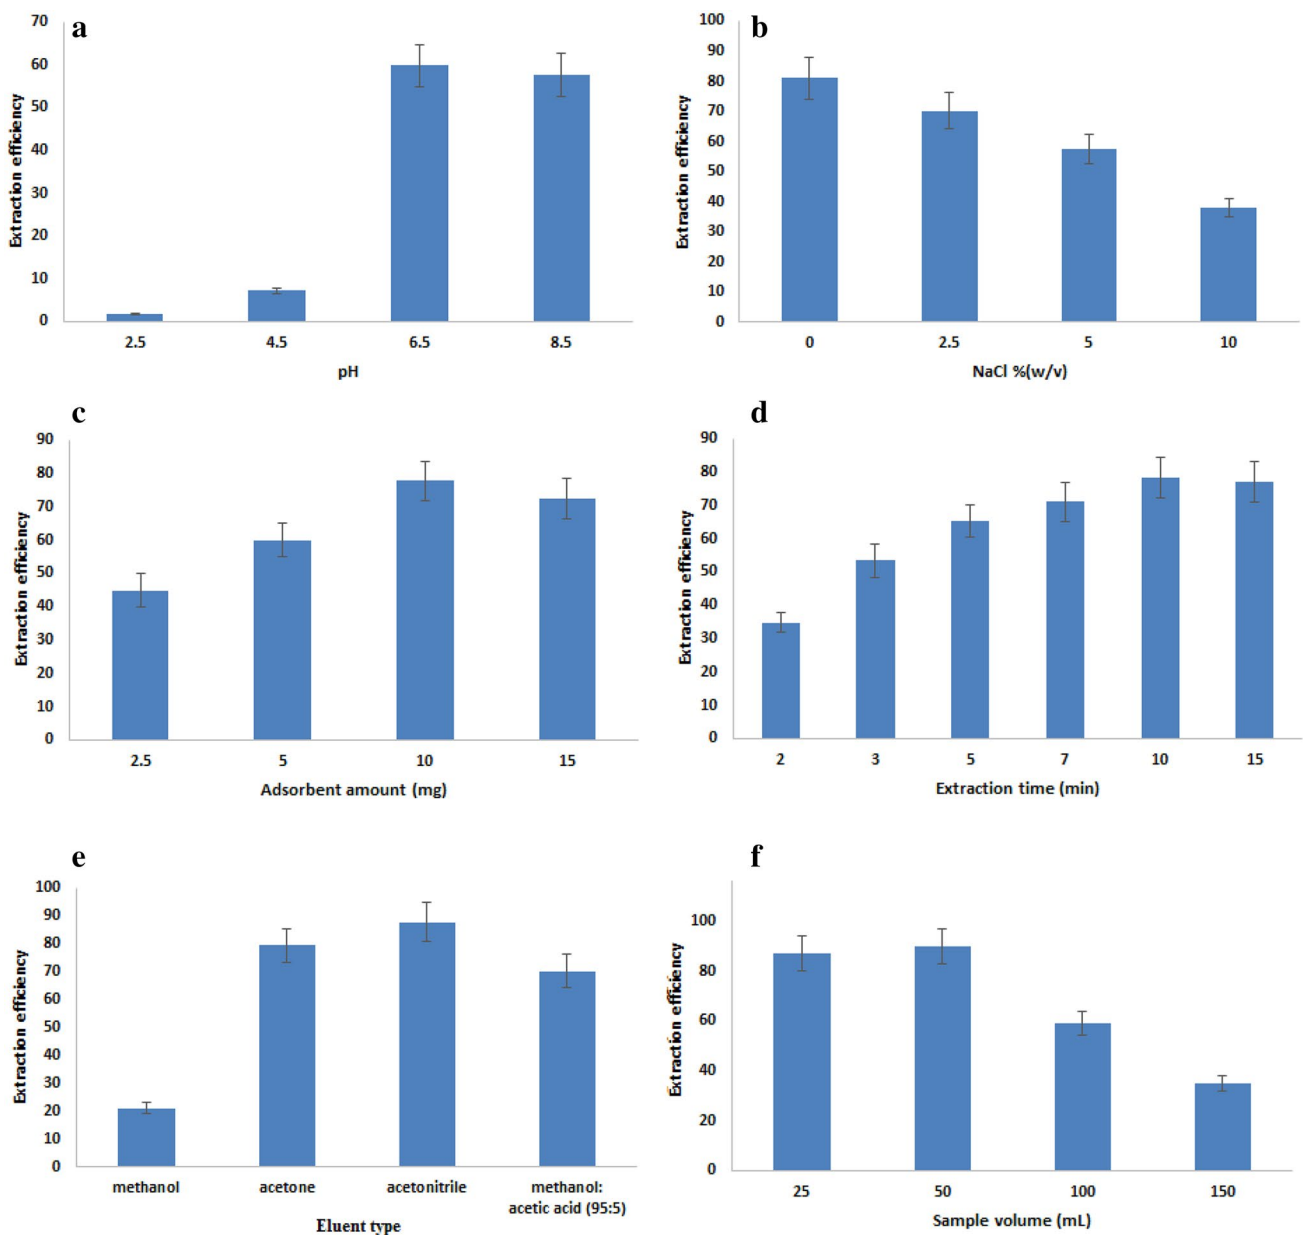 a
70
60
50
40
30
20
10
0
Extraction efficiency
2.5 4.5 6.5 8.5
pH
b
100
90
80
70
60
50
40
30
20
10
0
Extraction efficiency
0 2.5 5 10
NaCl %(w/v)
c
90
80
70
60
50
40
30
20
10
0
Extraction efficiency
2.5 5 10 15
Adsorbent amount (mg)
d
90
80
70
60
50
40
30
20
10
0
Extraction efficiency
2 3 5 7 10 15
Extraction time (min)
e
100
90
80
70
60
50
40
30
20
10
0
Extraction efficiency
methanol acetone acetonitrile methanol:
acetic acid (95:5)
Eluent type
f
100
80
60
40
20
0
Extraction efficiency
25 50 100 150
Sample volume (mL)